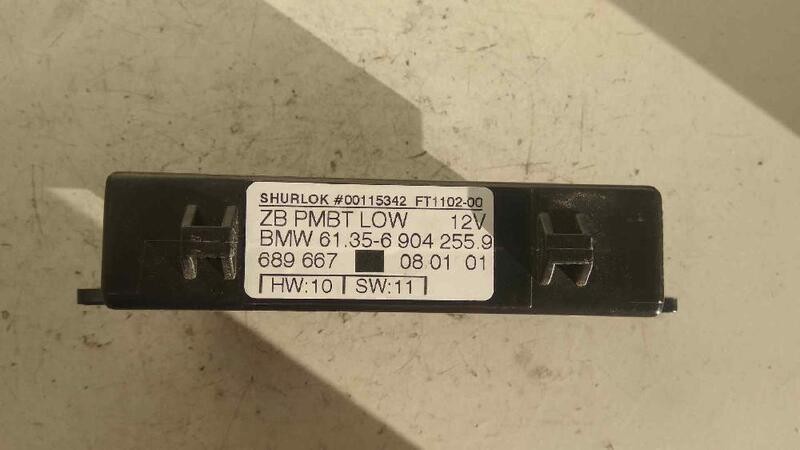 SHURLOK #00115342 FT1102-00
ZB PMBT LOW 12V
BMW 61.35-6 904 255.9
689 667 08 01 01
HW:10 SW:11